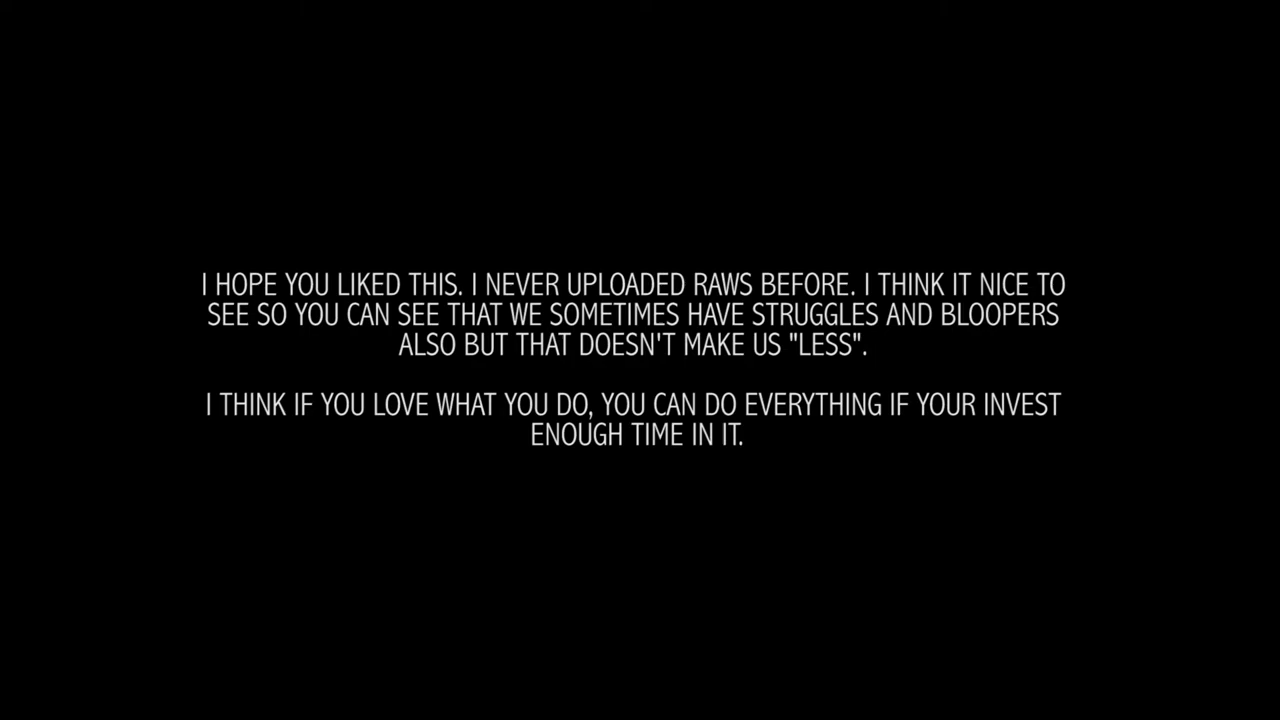 I HOPE YOU LIKED THIS. I NEVER UPLOADED RAWS BEFORE. I THINK IT NICE TO
SEE SO YOU CAN SEE THAT WE SOMETIMES HAVE STRUGGLES AND BLOOPERS
ALSO BUT THAT DOESN'T MAKE US "LESS".
I THINK IF YOU LOVE WHAT YOU DO, YOU CAN DO EVERYTHING IF YOUR INVEST
ENOUGH TIME IN IT.